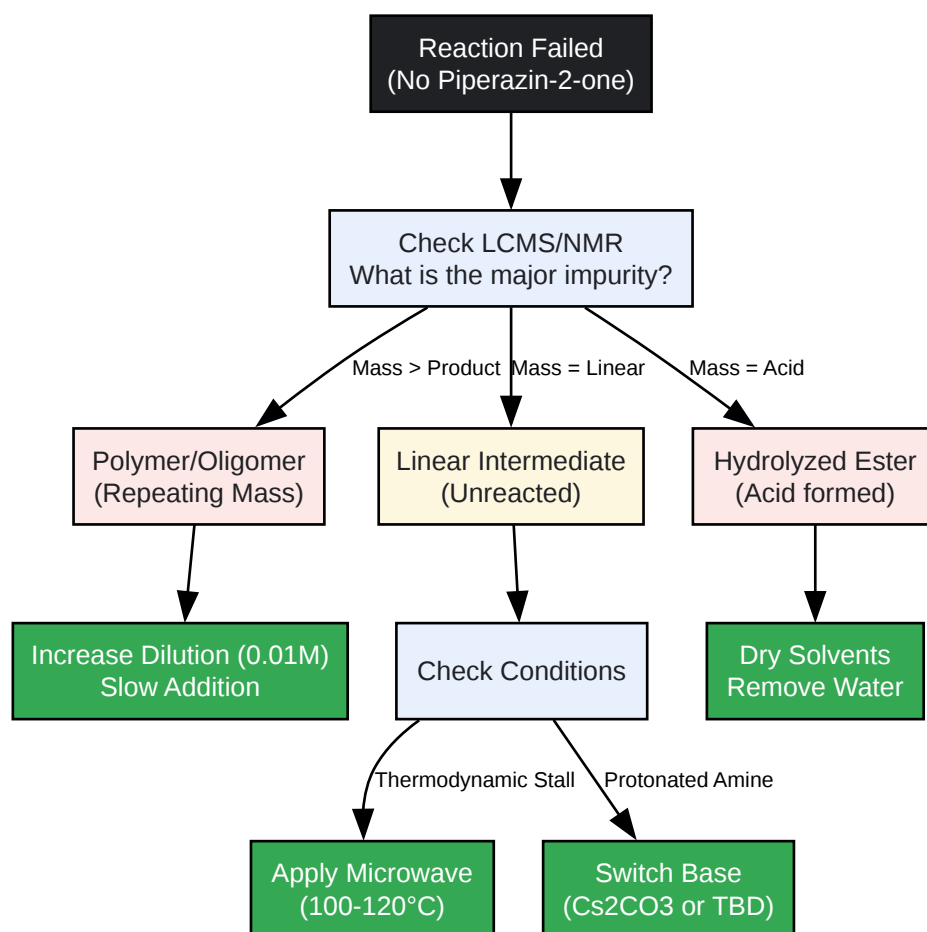 Reaction Failed
(No Piperazin-2-one)
Check LCMS/NMR
What is the major impurity?
Mass > Product
Mass = Linear
Mass = Acid
Polymer/Oligomer
(Repeating Mass)
Linear Intermediate
(Unreacted)
Hydrolyzed Ester
(Acid formed)
Increase Dilution (0.01M)
Slow Addition
Check Conditions
Dry Solvents
Remove Water
Thermodynamic Stall
Protonated Amine
Apply Microwave
(100-120°C)
Switch Base
(Cs2CO3 or TBD)